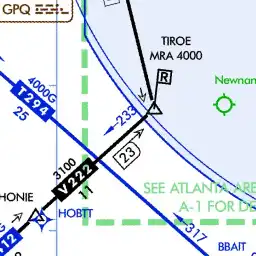 GPQ
TIROE
MRA 4000
R
4000G
T294
25
233
Newnan
3100
V222
11
23
SEE ATLANTA ARE
A-1 FOR DE
HONIE
HOBTT
317
BBAIT